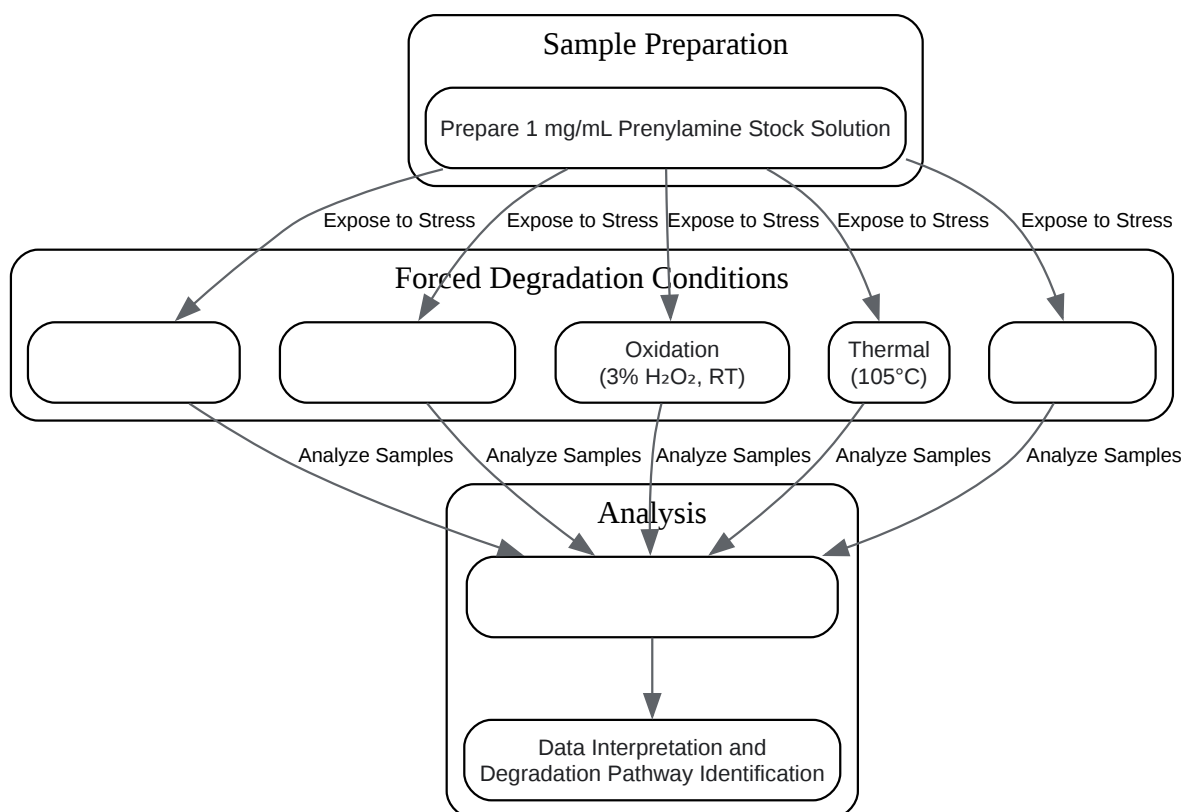 Sample Preparation
Prepare 1 mg/mL Prenylamine Stock Solution
Expose to Stress
Expose to Stress
Expose to Stress
Expose to Stress
Expose to Stress
Forced Degradation Conditions
Oxidation
(3% H₂O₂, RT)
Thermal
(105°C)
Analyze Samples
Analyze Samples
Analyze Samples
Analyze Samples
Analyze Samples
Analysis
Data Interpretation and
Degradation Pathway Identification